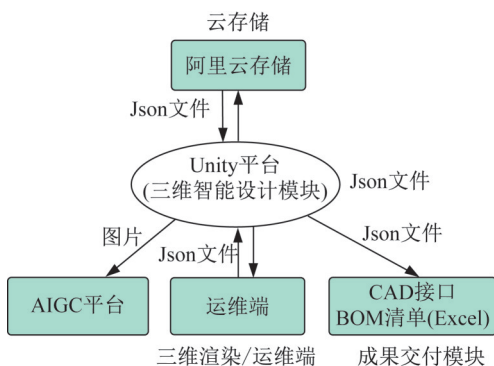 云存储
阿里云存储
Json文件
Unity平台
(三维智能设计模块)
Json文件
图片
Json文件
Json文件
AIGC平台
运维端
CAD接口
BOM清单(Excel)
三维渲染/运维端
成果交付模块